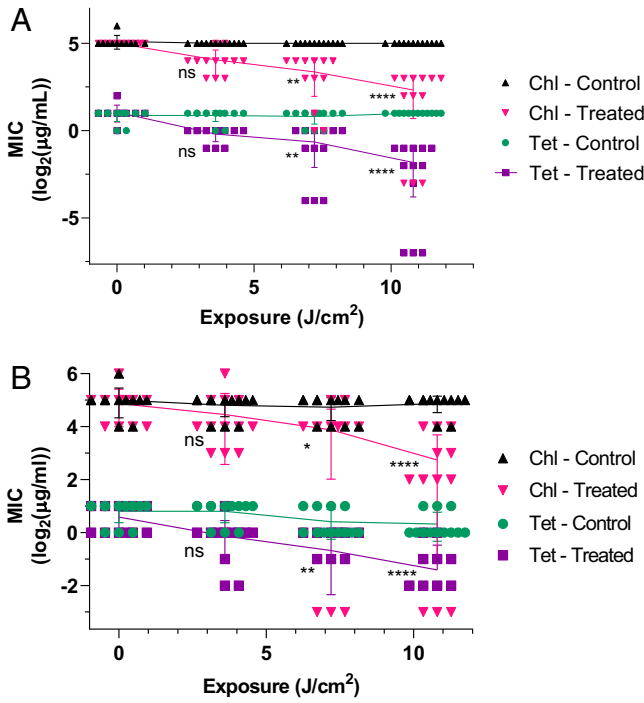 A
5
0
-5
MIC
(log2(μg/mL))
ns
**
****
ns
**
****
0
5
10
Exposure (J/cm²)
Chl - Control
Chl - Treated
Tet - Control
Tet - Treated
B
6
4
2
0
-2
MIC
(log2(μg/ml))
ns
*
****
ns
**
****
0
5
10
Exposure (J/cm²)
Chl - Control
Chl - Treated
Tet - Control
Tet - Treated